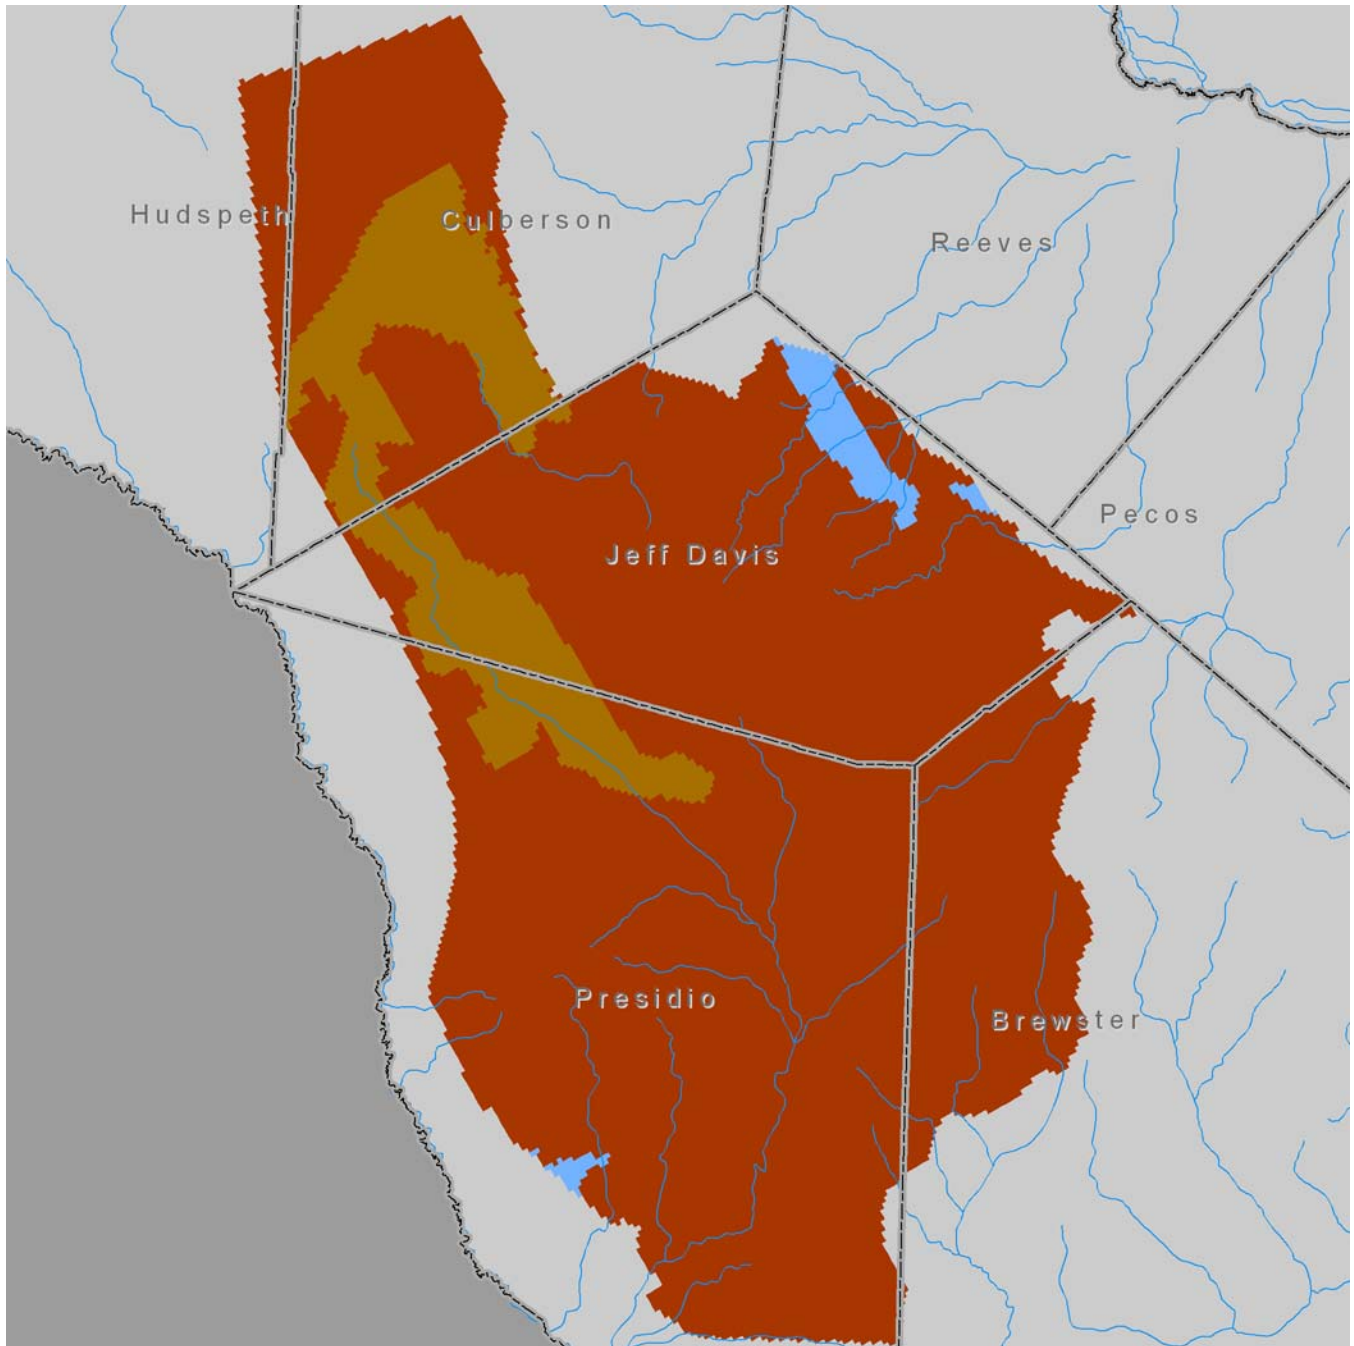 Hudspeth
Culberson
Reeves
Pecos
Jeff Davis
Presidio
Brewster